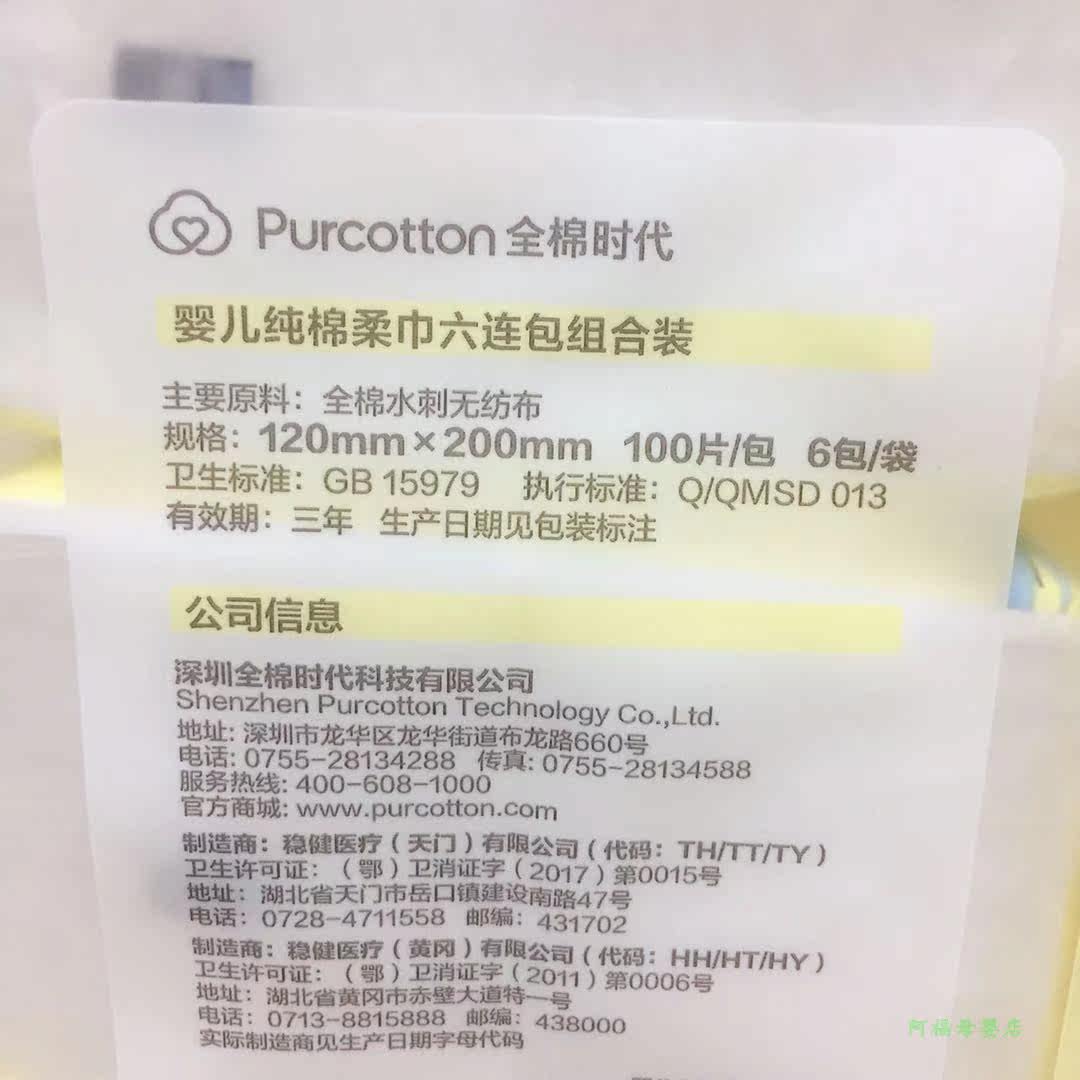 Purcotton 全棉时代
婴儿纯棉柔巾六连包组合装
主要原料：全棉水刺无纺布
规格：120mm×200mm 100片/包 6包/袋
卫生标准：GB 15979 执行标准：Q/QMSD 013
有效期：三年 生产日期见包装标注
公司信息
深圳全棉时代科技有限公司
Shenzhen Purcotton Technology Co.,Ltd.
地址: 深圳市龙华区龙华街道布龙路660号
电话: 0755-28134288 传真: 0755-28134588
服务热线: 400-608-1000
官方商城: www.purcotton.com
制造商：稳健医疗（天门）有限公司（代码：TH/TT/TY）
卫生许可证：（鄂）卫消证字（2017）第0015号
地址：湖北省天门市岳口镇建设南路47号
电话：0728-4711558 邮编：431702
制造商：稳健医疗（黄冈）有限公司（代码：HH/HT/HY）
卫生许可证：（鄂）卫消证字（2011）第0006号
地址：湖北省黄冈市赤壁大道特一号
电话：0713-8815888 邮编：438000
实际制造商见生产日期字母代码
阿福母婴店